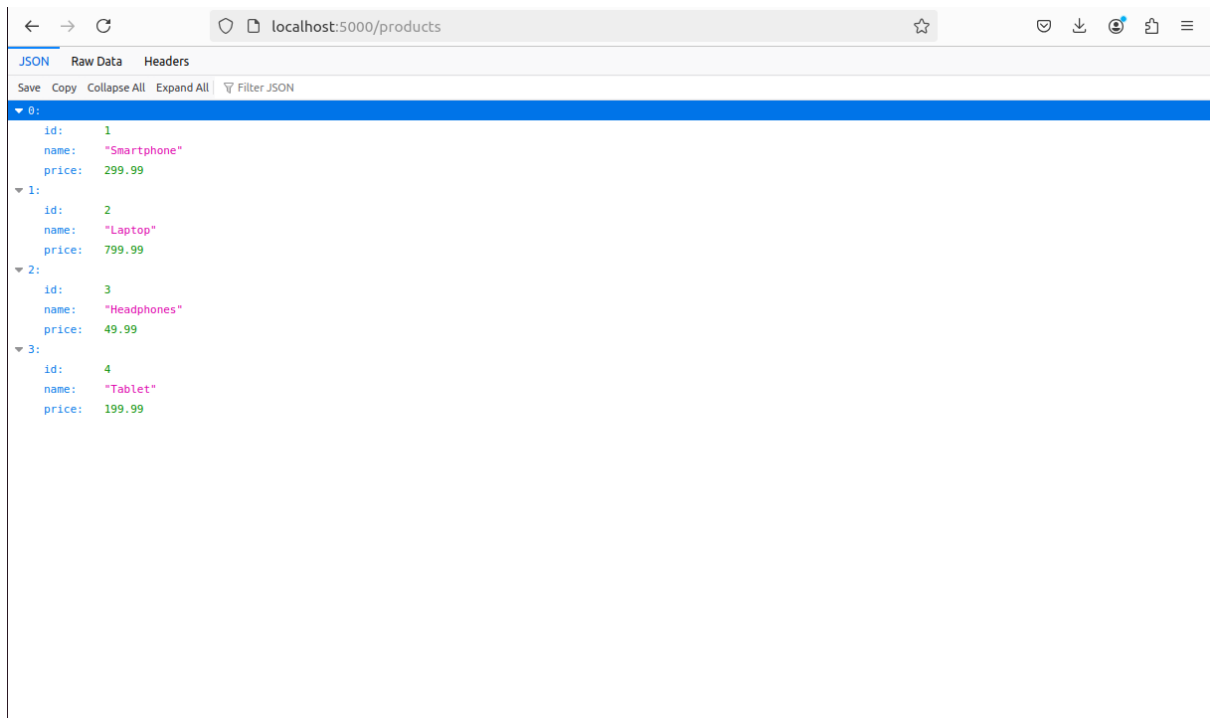 localhost:5000/products
JSON Raw Data Headers
Save Copy Collapse All Expand All Filter JSON
0:
id: 1
name: "Smartphone"
price: 299.99
1:
id: 2
name: "Laptop"
price: 799.99
2:
id: 3
name: "Headphones"
price: 49.99
3:
id: 4
name: "Tablet"
price: 199.99